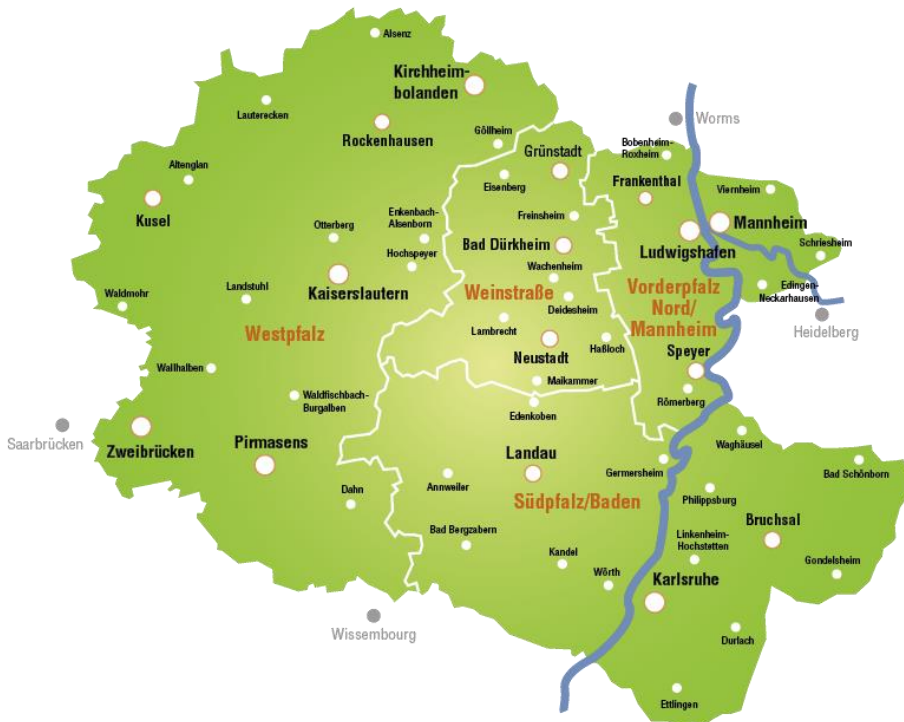 Alsenz
Kirchheim-
bolanden
Lauterecken
Worms
Rockenhausen
Göllheim
Bobenheim-
Roxheim
Grünstadt
Altenglan
Eisenberg
Frankenthal
Viernheim
Kusel
Enkenbach-
Alsenborn
Freinsheim
Mannheim
Otterberg
Bad Dürkheim
Ludwigshafen
Schriesheim
Hochspeyer
Wachenheim
Kaiserslautern
Weinstraße
Vorderpfalz
Nord/
Mannheim
Edingen-
Neckarhausen
Waldmohr
Landstuhl
Deidesheim
Heidelberg
Westpfalz
Lambrecht
Neustadt
Haßloch
Speyer
Wallhalben
Maikammer
Römerberg
Waldfischbach-
Burgalben
Edenkoben
Saarbrücken
Zweibrücken
Pirmasens
Waghäusel
Landau
Germersheim
Bad Schönborn
Annweiler
Dahn
Südpfalz/Baden
Philippsburg
Bruchsal
Bad Bergzabern
Linkenheim-
Hochstetten
Kandel
Gondelsheim
Wörth
Karlsruhe
Wissembourg
Durlach
Ettlingen